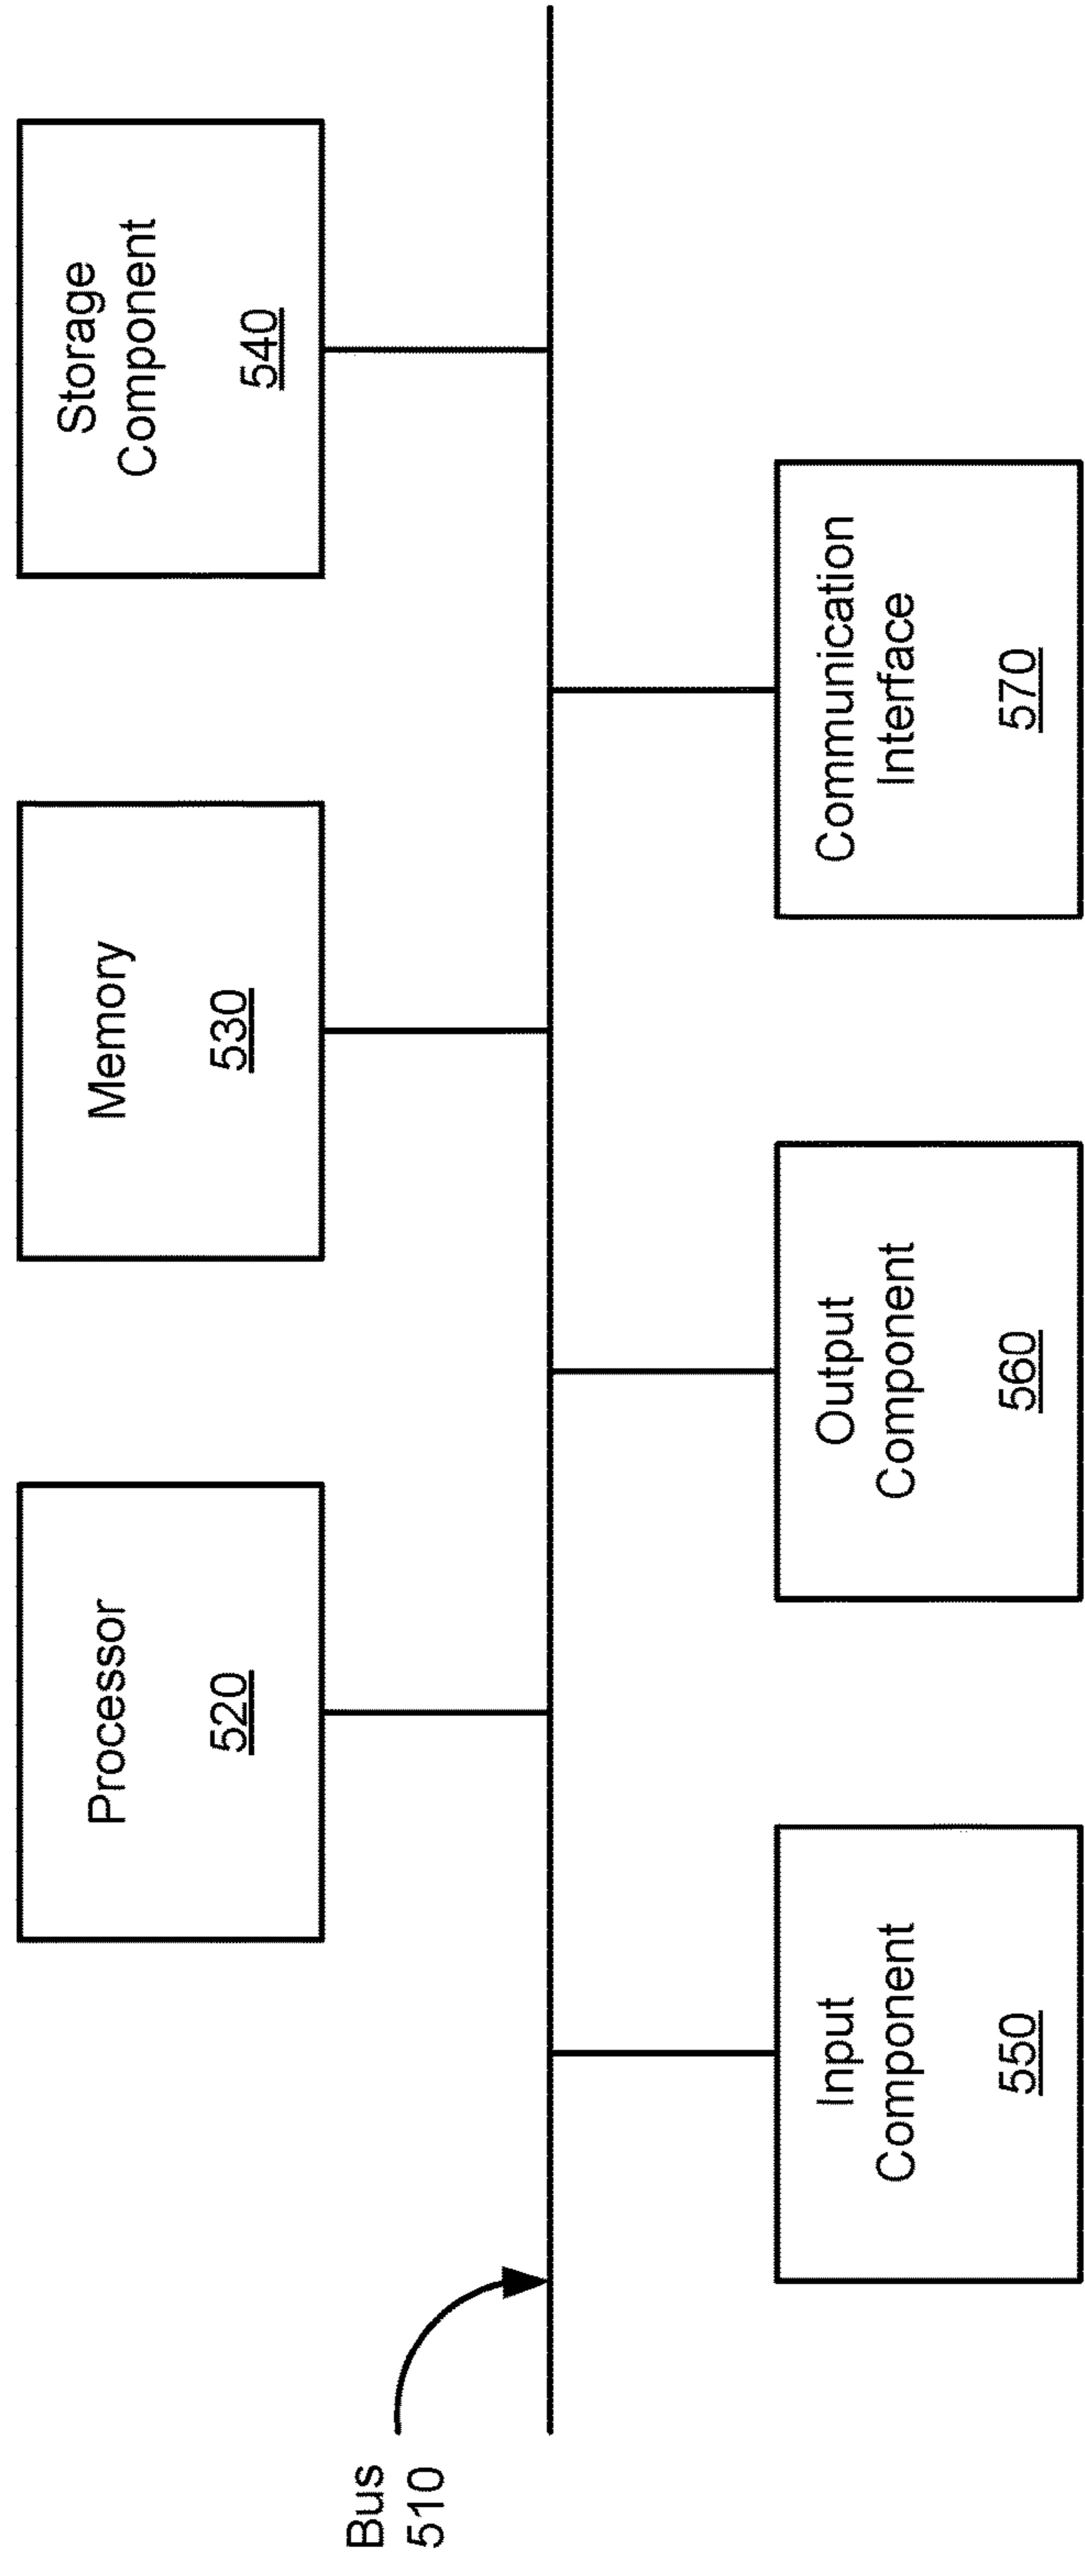 Bus
510
Processor
520
Memory
530
Storage
Component
540
Input
Component
550
Output
Component
560
Communication
Interface
570